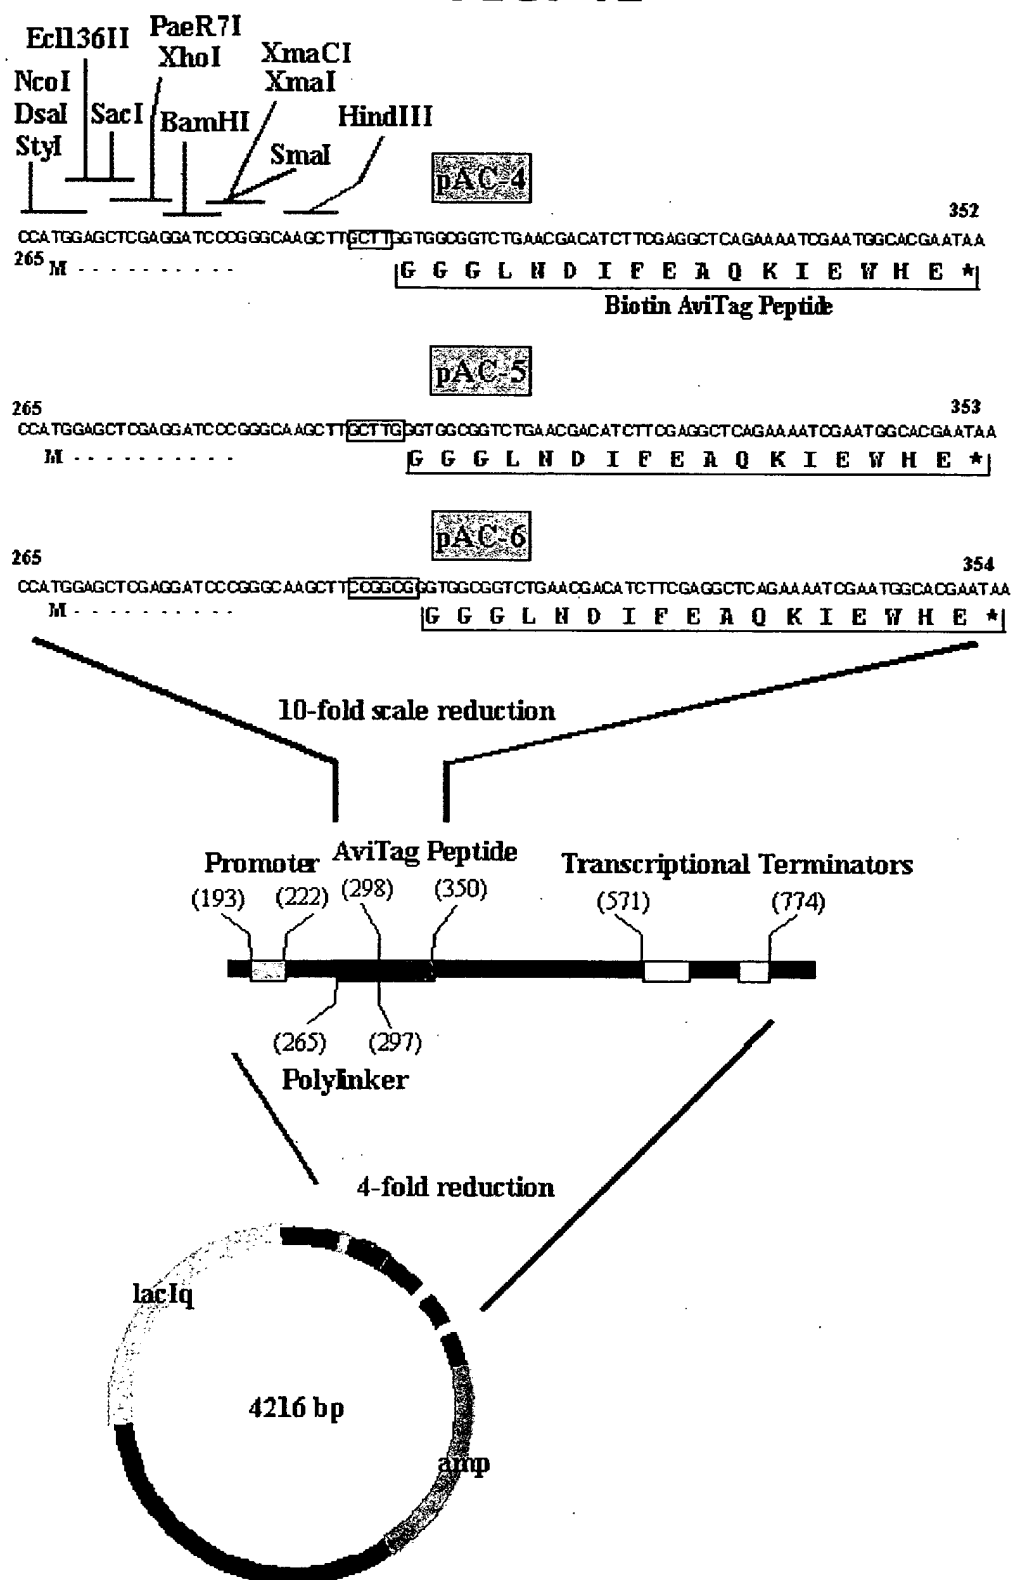 Ecl136II
PaeR7I
XhoI
XmaCI
XmaI
NcoI
DsaI
StyI
SacI
BamHI
HindIII
SmaI
pAC-4
352
CCATGGAGCTCGAGGATCCCGGGCAAGCTTGCTTGGTGGCGGTCTGAACGACATCTTCGAGGCTCAGAAAATCGAATGGCACGAATAA
265 M - - - - - - - - - - G G G L N D I F E A Q K I E W H E *
Biotin AviTag Peptide
pAC-5
265 353
CCATGGAGCTCGAGGATCCCGGGCAAGCTTGCTTGGGTGGCGGTCTGAACGACATCTTCGAGGCTCAGAAAATCGAATGGCACGAATAA
M - - - - - - - - - - G G G L N D I F E A Q K I E W H E *
pAC-6
265 354
CCATGGAGCTCGAGGATCCCGGGCAAGCTTCCGGCGGGTGGCGGTCTGAACGACATCTTCGAGGCTCAGAAAATCGAATGGCACGAATAA
M - - - - - - - - - - G G G L N D I F E A Q K I E W H E *
10-fold scale reduction
Promoter AviTag Peptide Transcriptional Terminators
(193) (222) (298) (350) (571) (774)
(265) (297)
Polylinker
4-fold reduction
lacIq
4216 bp
amp